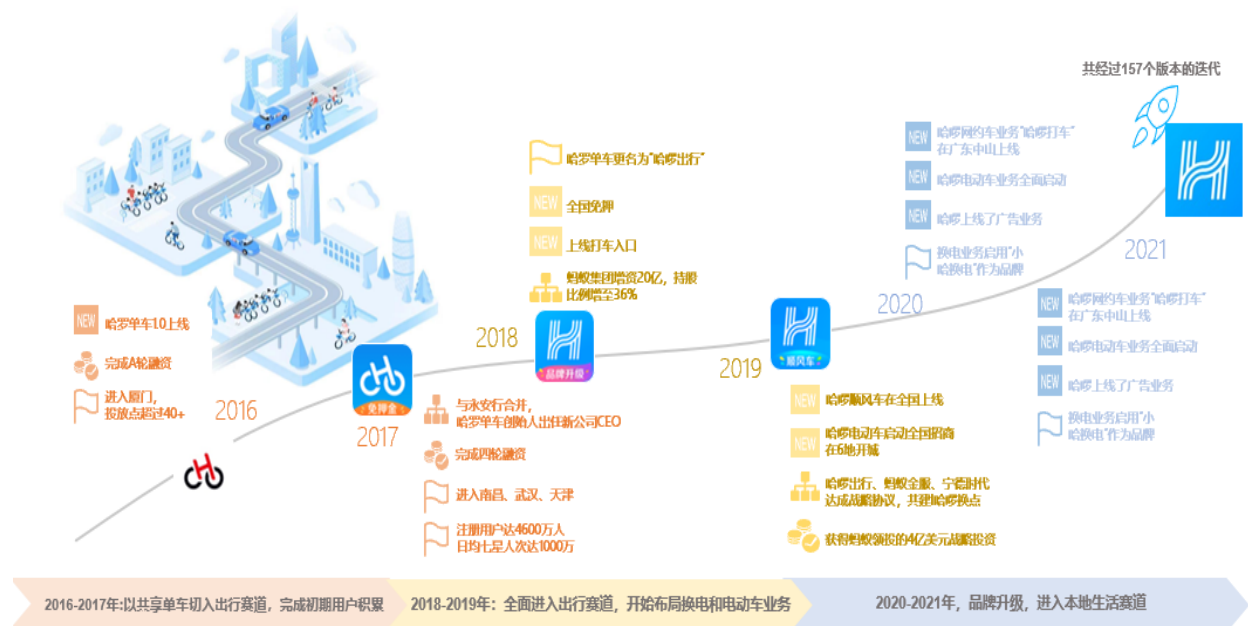 共经过157个版本的迭代
NEW
哈罗单车1.0上线
完成A轮融资
进入厦门，
投放点超过40+
2016
免押金
2017
NEW
NEW
哈罗单车更名为"哈啰出行"
全国免押
上线打车入口
蚂蚁集团增资20亿，持股
比例增至36%
2018
品牌升级
与永安行合并，
哈罗单车创始人出任新公司CEO
完成四轮融资
进入南昌、武汉、天津
注册用户达4600万人
日均七呈人次达1000万
2019
顺风车
NEW
哈啰顺风车在全国上线
NEW
哈啰电动车启动全国招商
在6地开城
哈啰出行、蚂蚁金服、宁德时代
达成战略协议，共建哈啰换点
获得蚂蚁领投的4亿美元战略投资
NEW
哈啰网约车业务"哈啰打车"
在广东中山上线
NEW
哈啰电动车业务全面启动
NEW
哈啰上线了广告业务
换电业务启用"小
哈换电"作为品牌
2020
2021
NEW
哈啰网约车业务"哈啰打车"
在广东中山上线
NEW
哈啰电动车业务全面启动
NEW
哈啰上线了广告业务
换电业务启用"小
哈换电"作为品牌
2016-2017年:以共享单车切入出行赛道，完成初期用户积累
2018-2019年：全面进入出行赛道，开始布局换电和电动车业务
2020-2021年，品牌升级，进入本地生活赛道